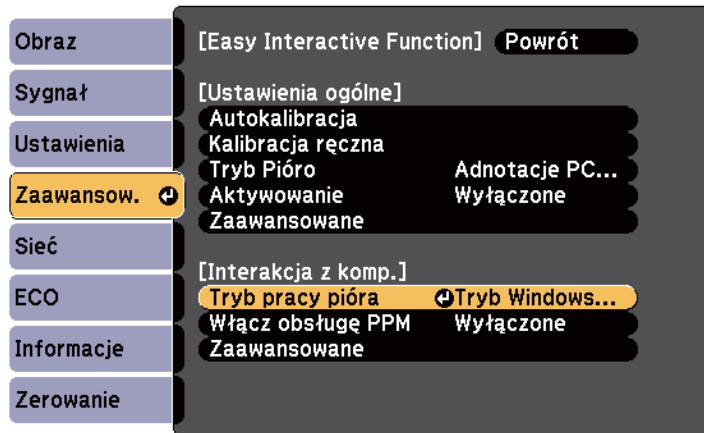 Obraz
Sygnał
Ustawienia
Zaawansow.
Sieć
ECO
Informacje
Zerowanie
[Easy Interactive Function] Powrót
[Ustawienia ogólne]
Autokalibracja
Kalibracja ręczna
Tryb Pióro Adnotacje PC...
Aktywowanie Wyłączone
Zaawansowane
[Interakcja z komp.]
Tryb pracy pióra Tryb Windows...
Włącz obsługę PPM Wyłączone
Zaawansowane